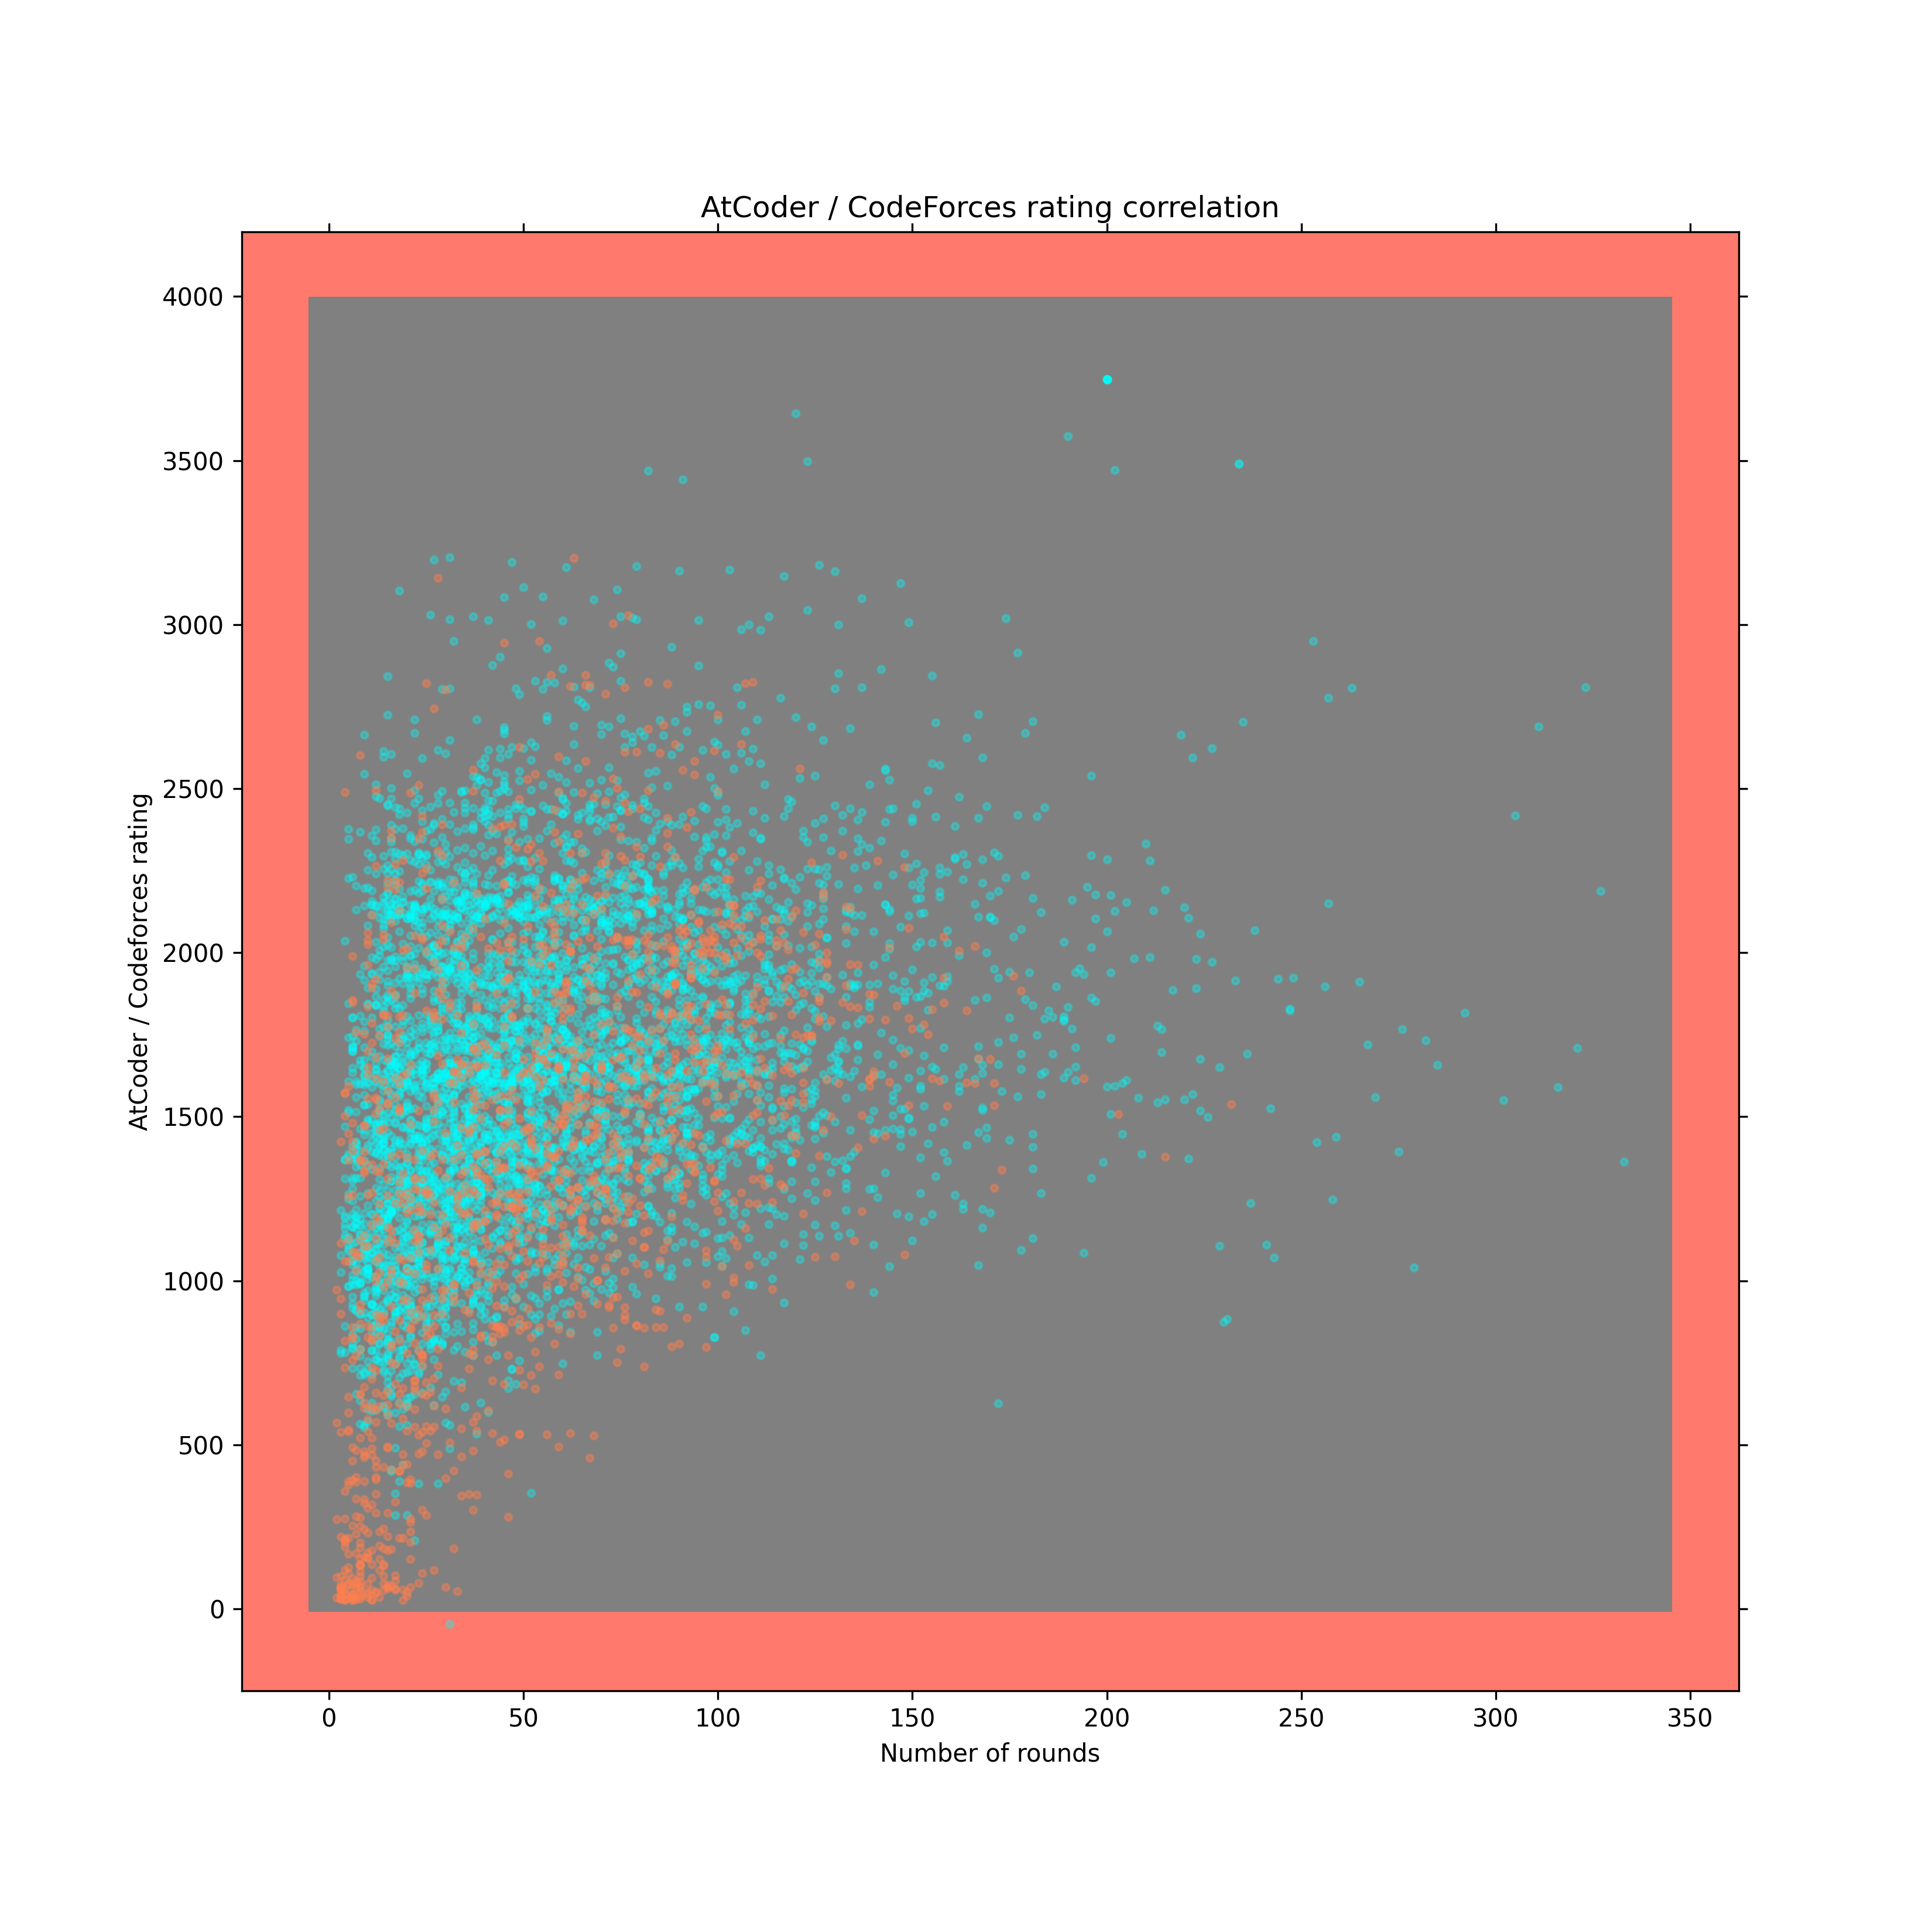 AtCoder / CodeForces rating correlation
4000
3500
3000
2500
2000
1500
1000
500
0
AtCoder / Codeforces rating
0 50 100 150 200 250 300 350
Number of rounds